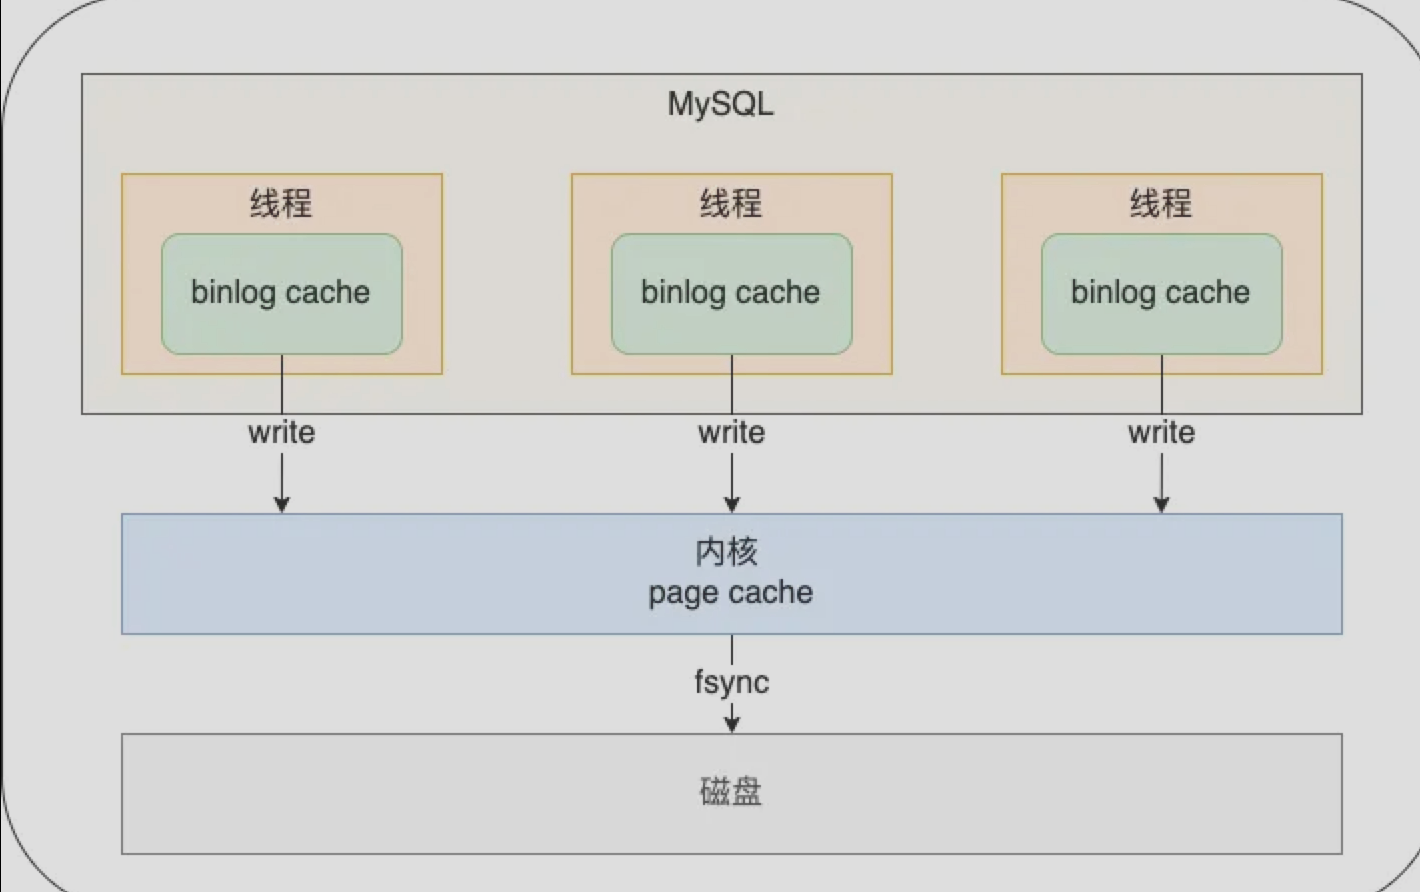 MySQL
线程 线程 线程
binlog cache binlog cache binlog cache
write write write
内核
page cache
fsync
磁盘